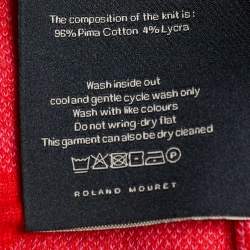 The composition of the knit is:
96% Pima Cotton 4% Lycra
Wash inside out
cool and gentle cycle wash only
Wash with like colours
Do not wring-dry flat
This garment can also be dry cleaned
P
ROLAND MOURET